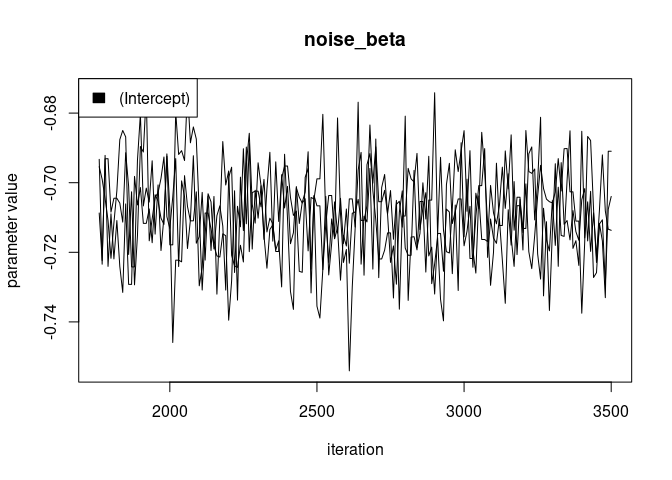 noise_beta
(Intercept)
parameter value
-0.68
-0.70
-0.72
-0.74
2000
2500
3000
3500
iteration